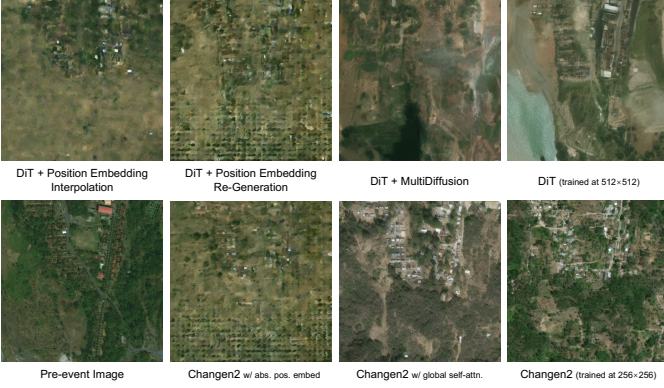 DiT + Position Embedding
Interpolation
DiT + Position Embedding
Re-Generation
DiT + MultiDiffusion
DiT (trained at 512×512)
Pre-event Image
Changen2 w/ abs. pos. embed
Changen2 w/ global self-attn.
Changen2 (trained at 256×256)